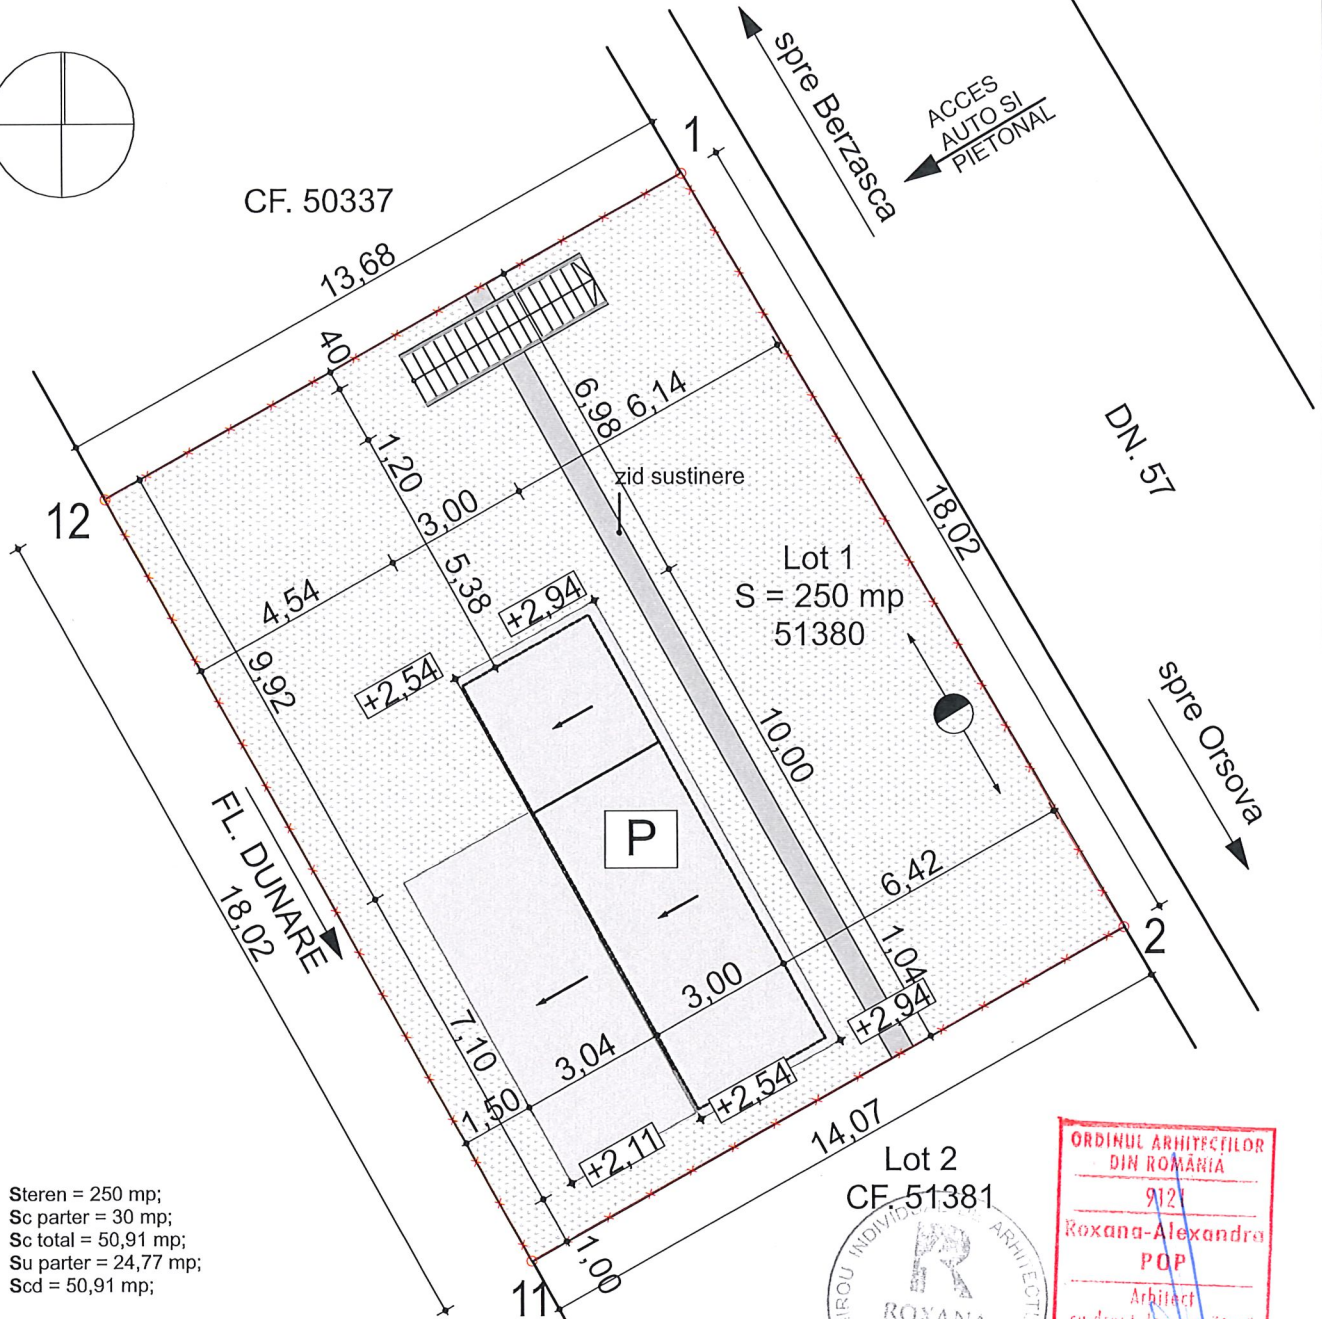 spre Berzasca
ACCES
AUTO SI
PIETONAL
1
CF. 50337
13,68
40
6,98
6,14
1,20
3,00
zid sustinere
DN. 57
12
18,02
4,54
5,38
+2,94
Lot 1
S = 250 mp
51380
9,92
+2,54
spre Orsova
10,00
FL. DUNARE
18,02
P
6,42
2
1,04
3,00
+2,94
7,10
3,04
+2,54
1,50
14,07
+2,11
Lot 2
CF. 51381
1,00
11
Steren = 250 mp;
Sc parter = 30 mp;
Sc total = 50,91 mp;
Su parter = 24,77 mp;
Scd = 50,91 mp;
ORDINUL ARHITECȚILOR
DIN ROMÂNIA
9121
Roxana-Alexandra
POP
Arhitect
ROXANA